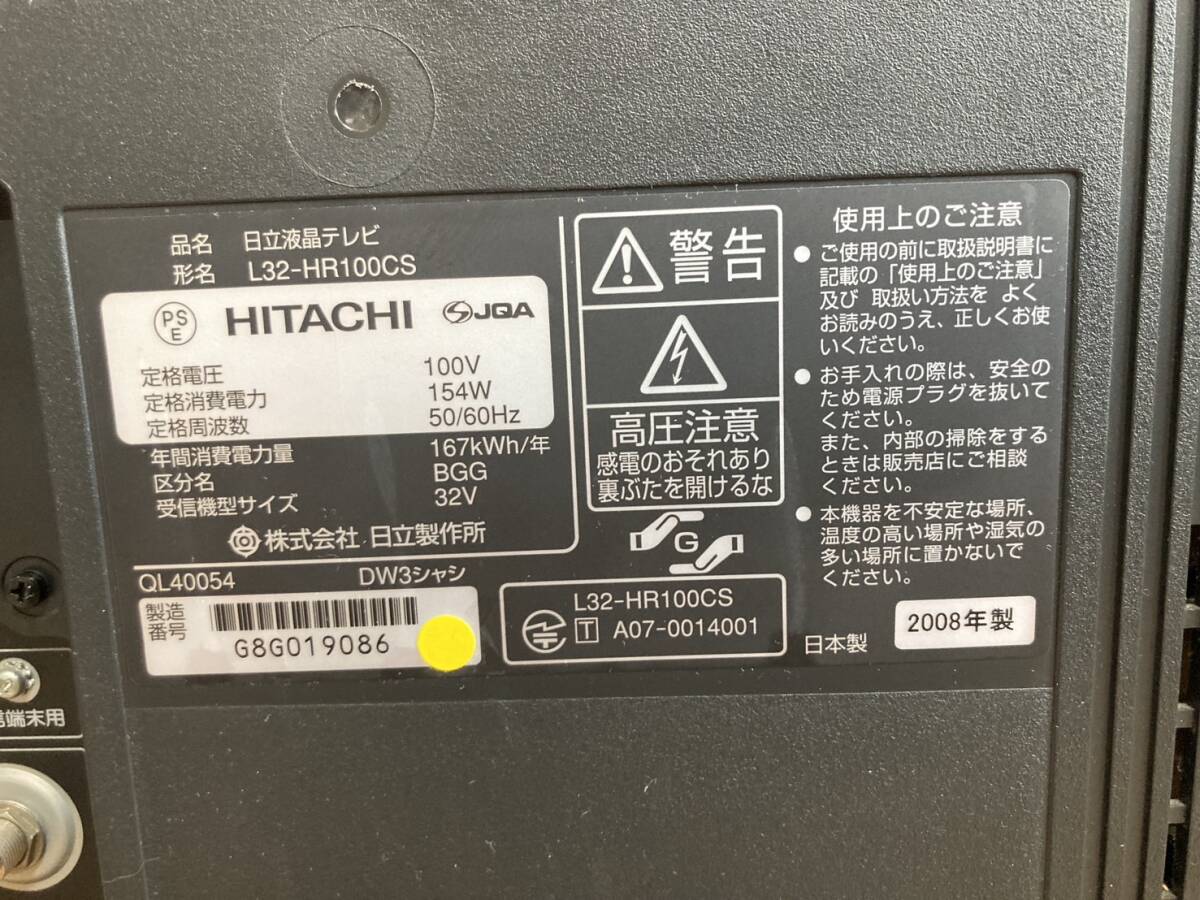 品名 日立液晶テレビ
形名 L32-HR100CS
PS
E
HITACHI JQA
定格電圧 100V
定格消費電力 154W
定格周波数 50/60Hz
年間消費電力量 167kWh/年
区分名 BGG
受信機型サイズ 32V
株式会社 日立製作所
QL40054 DW3シャシ
製造
番号
G8G019086
警告
高圧注意
感電のおそれあり
裏ぶたを開けるな
G
L32-HR100CS
T A07-0014001
使用上のご注意
● ご使用の前に取扱説明書に
記載の「使用上のご注意」
及び 取扱い方法を よく
お読みのうえ、正しくお使
いください。
● お手入れの際は、安全の
ため電源プラグを抜いて
ください。
また、内部の掃除をする
ときは販売店にご相談
ください。
● 本機器を不安定な場所、
温度の高い場所や湿気の
多い場所に置かないで
ください。
日本製 2008年製
端末用